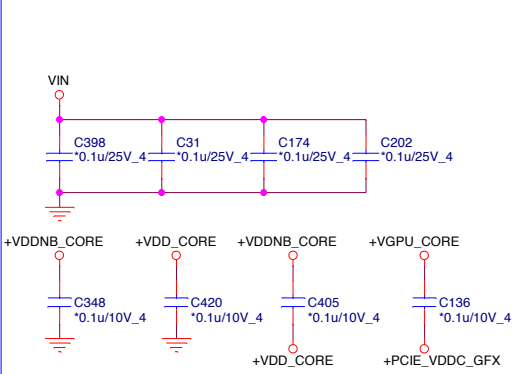 VIN
C398 C31 C174 C202
*0.1u/25V_4 *0.1u/25V_4 *0.1u/25V_4 *0.1u/25V_4
+VDDNB_CORE +VDD_CORE +VDDNB_CORE +VGPU_CORE
C348 C420 C405 C136
*0.1u/10V_4 *0.1u/10V_4 *0.1u/10V_4 *0.1u/10V_4
+VDD_CORE +PCIE_VDDC_GFX